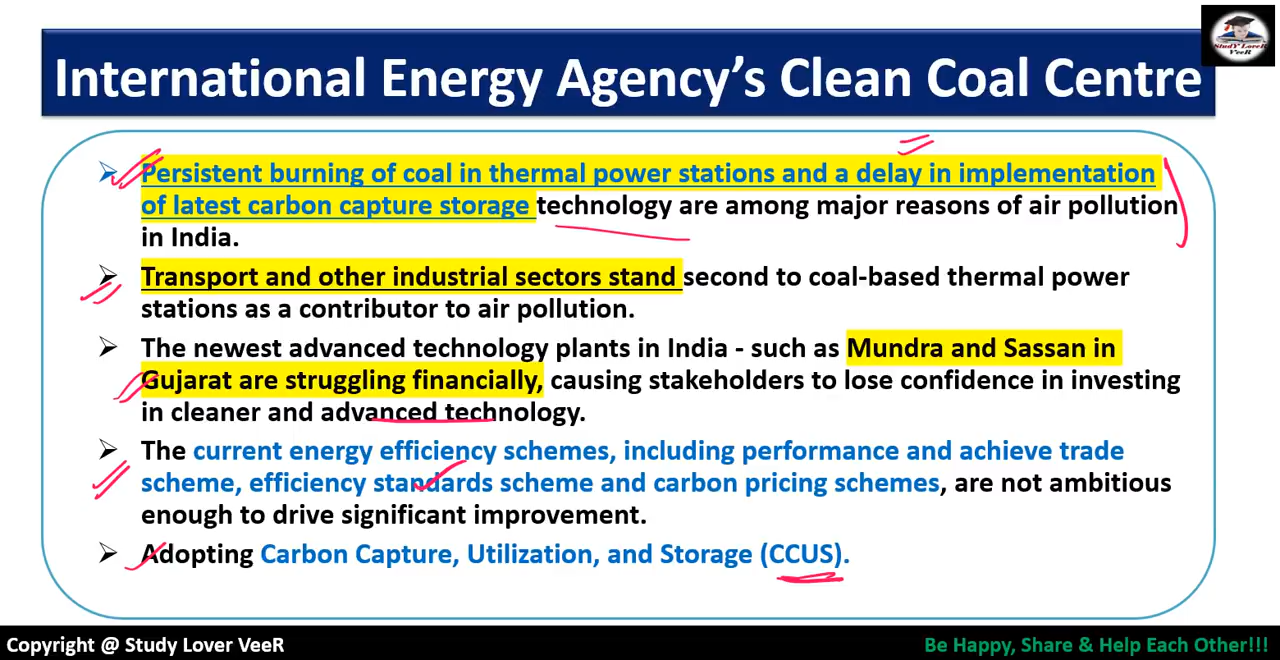 StudY LoveR
VeeR
International Energy Agency's Clean Coal Centre
Persistent burning of coal in thermal power stations and a delay in implementation
of latest carbon capture storage technology are among major reasons of air pollution
in India.
Transport and other industrial sectors stand second to coal-based thermal power
stations as a contributor to air pollution.
The newest advanced technology plants in India - such as Mundra and Sassan in
Gujarat are struggling financially, causing stakeholders to lose confidence in investing
in cleaner and advanced technology.
The current energy efficiency schemes, including performance and achieve trade
scheme, efficiency standards scheme and carbon pricing schemes, are not ambitious
enough to drive significant improvement.
Adopting Carbon Capture, Utilization, and Storage (CCUS).
Copyright @ Study Lover VeeR
Be Happy, Share & Help Each Other!!!